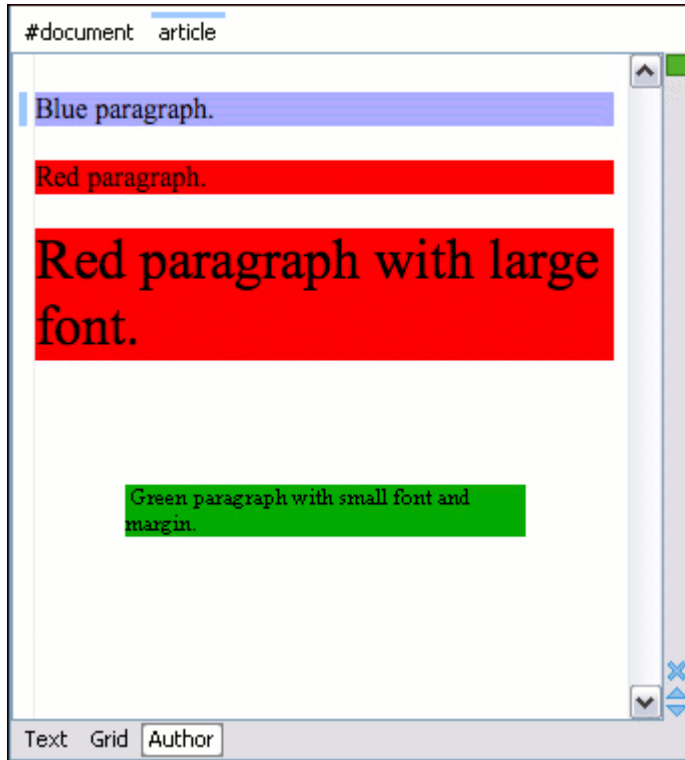 #document article
Blue paragraph.
Red paragraph.
Red paragraph with large
font.
Green paragraph with small font and
margin.
Text Grid Author